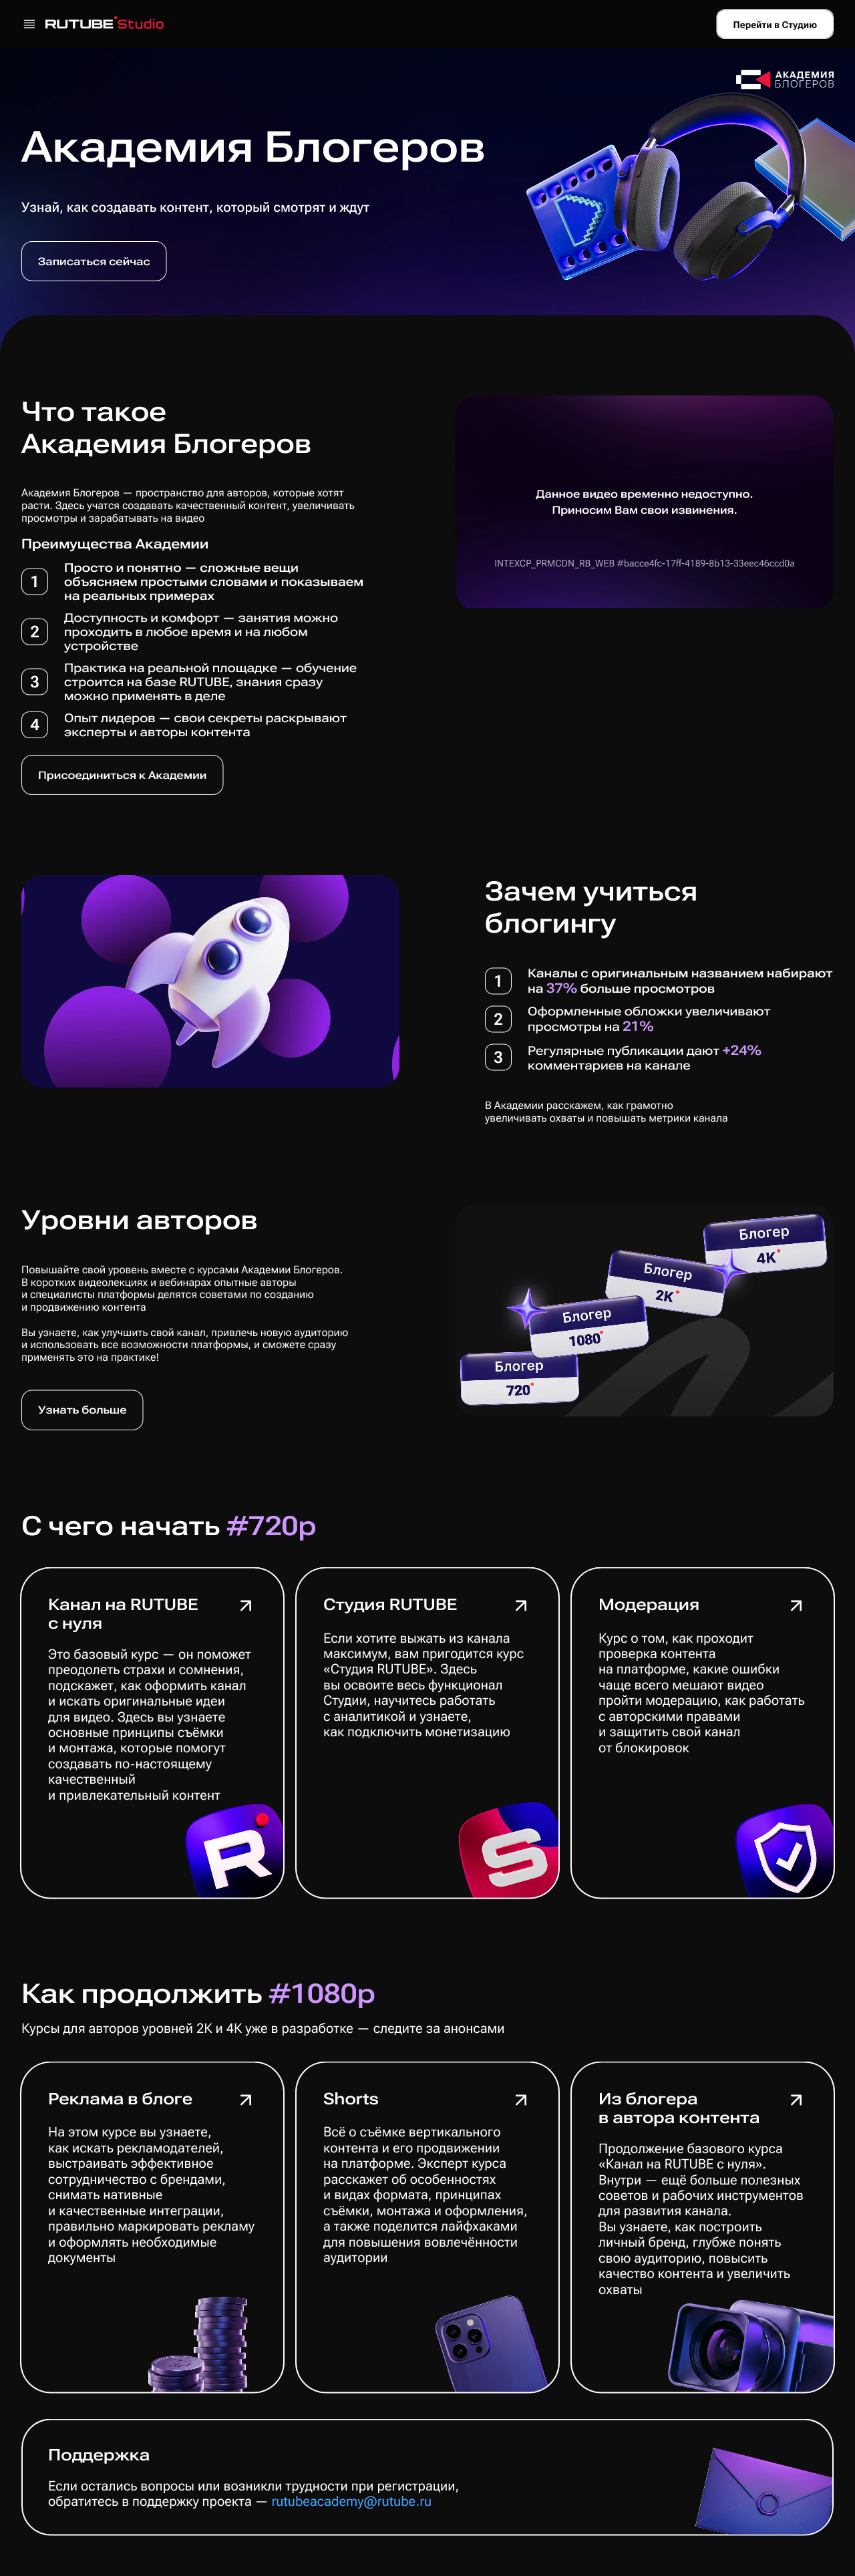 RUTUBE Studio
Перейти в Студию
АКАДЕМИЯ
БЛОГЕРОВ
Академия Блогеров
Узнай, как создавать контент, который смотрят и ждут
Записаться сейчас
Что такое
Академия Блогеров
Академия Блогеров — пространство для авторов, которые хотят
расти. Здесь учатся создавать качественный контент, увеличивать
просмотры и зарабатывать на видео
Преимущества Академии
1
Просто и понятно — сложные вещи
объясняем простыми словами и показываем
на реальных примерах
2
Доступность и комфорт — занятия можно
проходить в любое время и на любом
устройстве
3
Практика на реальной площадке — обучение
строится на базе RUTUBE, знания сразу
можно применять в деле
4
Опыт лидеров — свои секреты раскрывают
эксперты и авторы контента
Присоединиться к Академии
Данное видео временно недоступно.
Приносим Вам свои извинения.
INTEXCP_PRMCDN_RB_WEB #bacce4fc-17ff-4189-8b13-33eec46ccd0a
Зачем учиться
блогингу
1
Каналы с оригинальным названием набирают
на 37% больше просмотров
2
Оформленные обложки увеличивают
просмотры на 21%
3
Регулярные публикации дают +24%
комментариев на канале
В Академии расскажем, как грамотно
увеличивать охваты и повышать метрики канала
Уровни авторов
Повышайте свой уровень вместе с курсами Академии Блогеров.
В коротких видеолекциях и вебинарах опытные авторы
и специалисты платформы делятся советами по созданию
и продвижению контента
Вы узнаете, как улучшить свой канал, привлечь новую аудиторию
и использовать все возможности платформы, и сможете сразу
применять это на практике!
Узнать больше
Блогер
4K
Блогер
2K
Блогер
1080
Блогер
720
С чего начать #720p
Канал на RUTUBE
с нуля
Это базовый курс — он поможет
преодолеть страхи и сомнения,
подскажет, как оформить канал
и искать оригинальные идеи
для видео. Здесь вы узнаете
основные принципы съёмки
и монтажа, которые помогут
создавать по-настоящему
качественный
и привлекательный контент
R
Студия RUTUBE
Если хотите выжать из канала
максимум, вам пригодится курс
«Студия RUTUBE». Здесь
вы освоите весь функционал
Студии, научитесь работать
с аналитикой и узнаете,
как подключить монетизацию
S
Модерация
Курс о том, как проходит
проверка контента
на платформе, какие ошибки
чаще всего мешают видео
пройти модерацию, как работать
с авторскими правами
и защитить свой канал
от блокировок
Как продолжить #1080p
Курсы для авторов уровней 2К и 4К уже в разработке — следите за анонсами
Реклама в блоге
На этом курсе вы узнаете,
как искать рекламодателей,
выстраивать эффективное
сотрудничество с брендами,
снимать нативные
и качественные интеграции,
правильно маркировать рекламу
и оформлять необходимые
документы
Shorts
Всё о съёмке вертикального
контента и его продвижении
на платформе. Эксперт курса
расскажет об особенностях
и видах формата, принципах
съёмки, монтажа и оформления,
а также поделится лайфхаками
для повышения вовлечённости
аудитории
Из блогера
в автора контента
Продолжение базового курса
«Канал на RUTUBE с нуля».
Внутри — ещё больше полезных
советов и рабочих инструментов
для развития канала.
Вы узнаете, как построить
личный бренд, глубже понять
свою аудиторию, повысить
качество контента и увеличить
охваты
Поддержка
Если остались вопросы или возникли трудности при регистрации,
обратитесь в поддержку проекта — rutubeacademy@rutube.ru